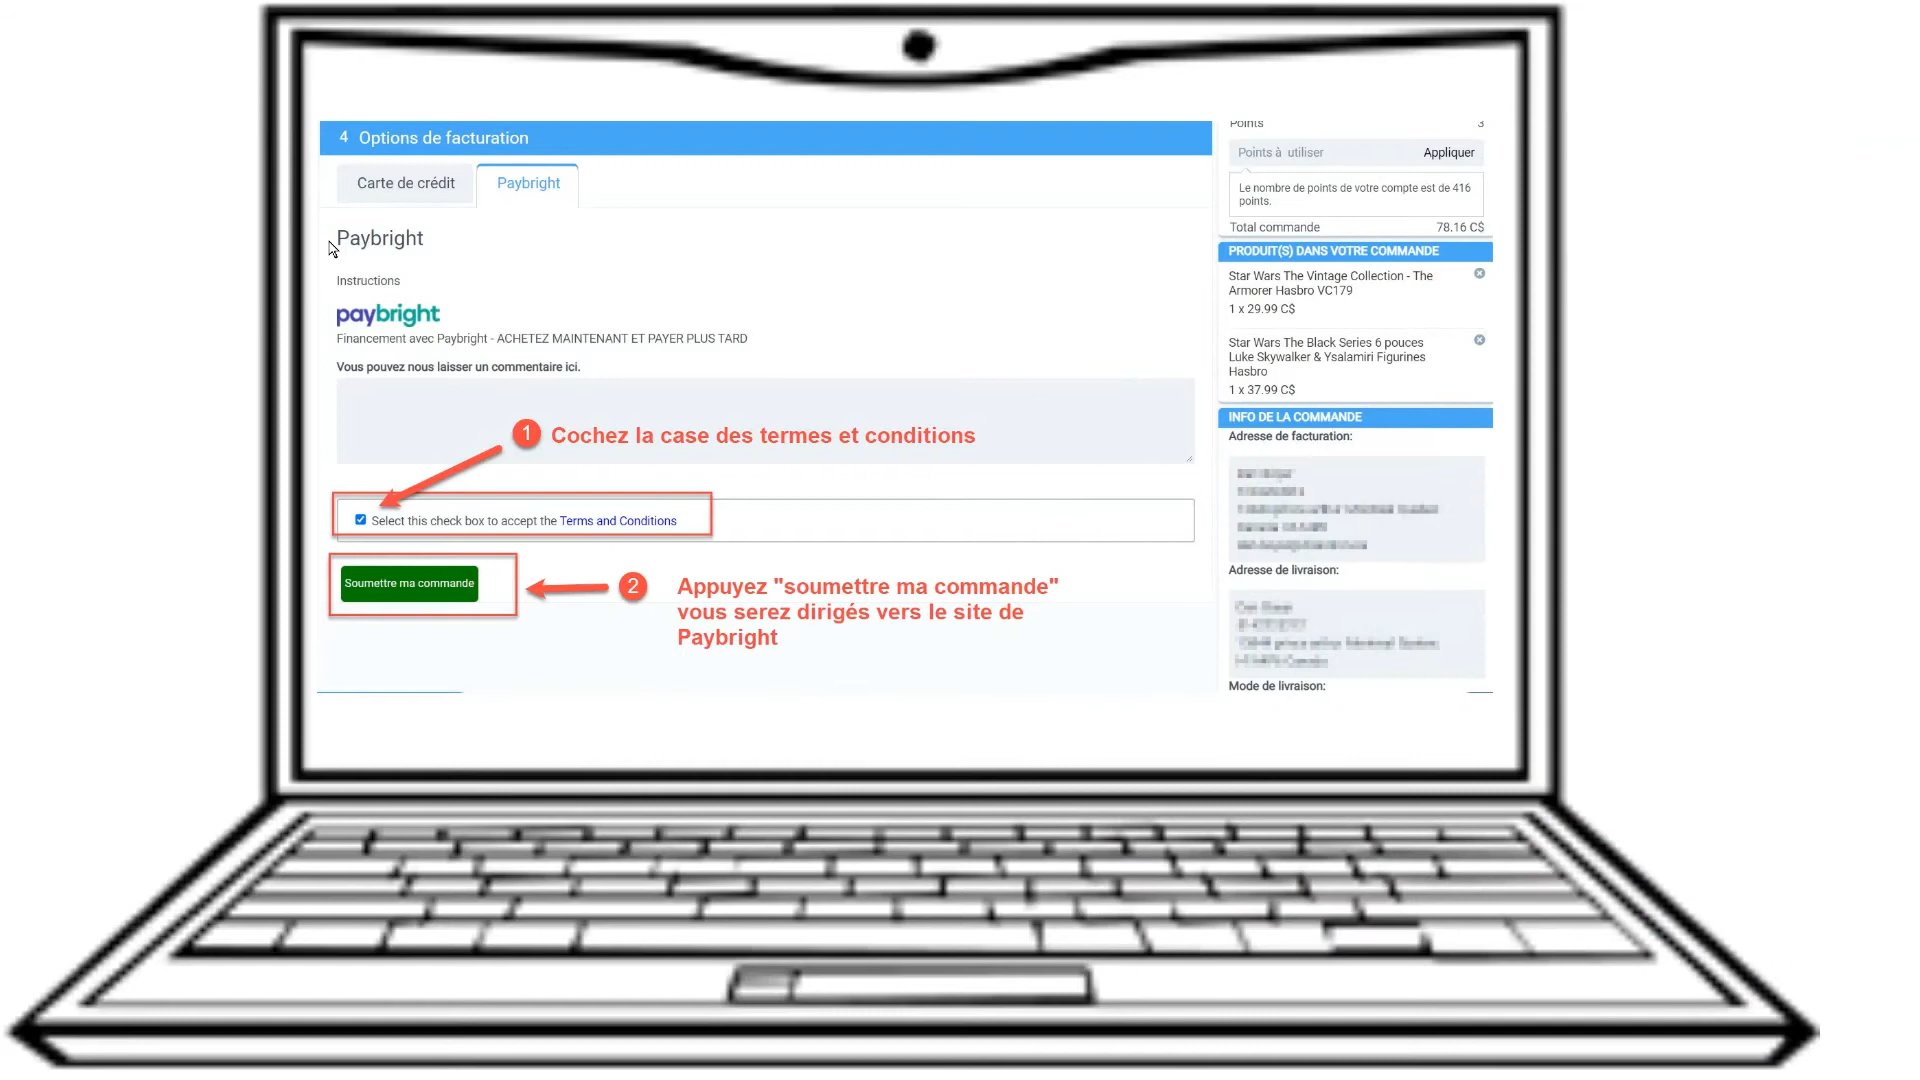 4 Options de facturation
Carte de crédit
Paybright
Paybright
Instructions
paybright
Financement avec Paybright - ACHETEZ MAINTENANT ET PAYER PLUS TARD
Vous pouvez nous laisser un commentaire ici.
1 Cochez la case des termes et conditions
Select this check box to accept the Terms and Conditions
Soumettre ma commande
2 Appuyez "soumettre ma commande"
vous serez dirigés vers le site de
Paybright
Points 3
Points à utiliser Appliquer
Le nombre de points de votre compte est de 416
points.
Total commande 78.16 C$
PRODUIT(S) DANS VOTRE COMMANDE
Star Wars The Vintage Collection - The
Armorer Hasbro VC179
1 x 29.99 C$
Star Wars The Black Series 6 pouces
Luke Skywalker & Ysalamiri Figurines
Hasbro
1 x 37.99 C$
INFO DE LA COMMANDE
Adresse de facturation:
Adresse de livraison:
Mode de livraison: